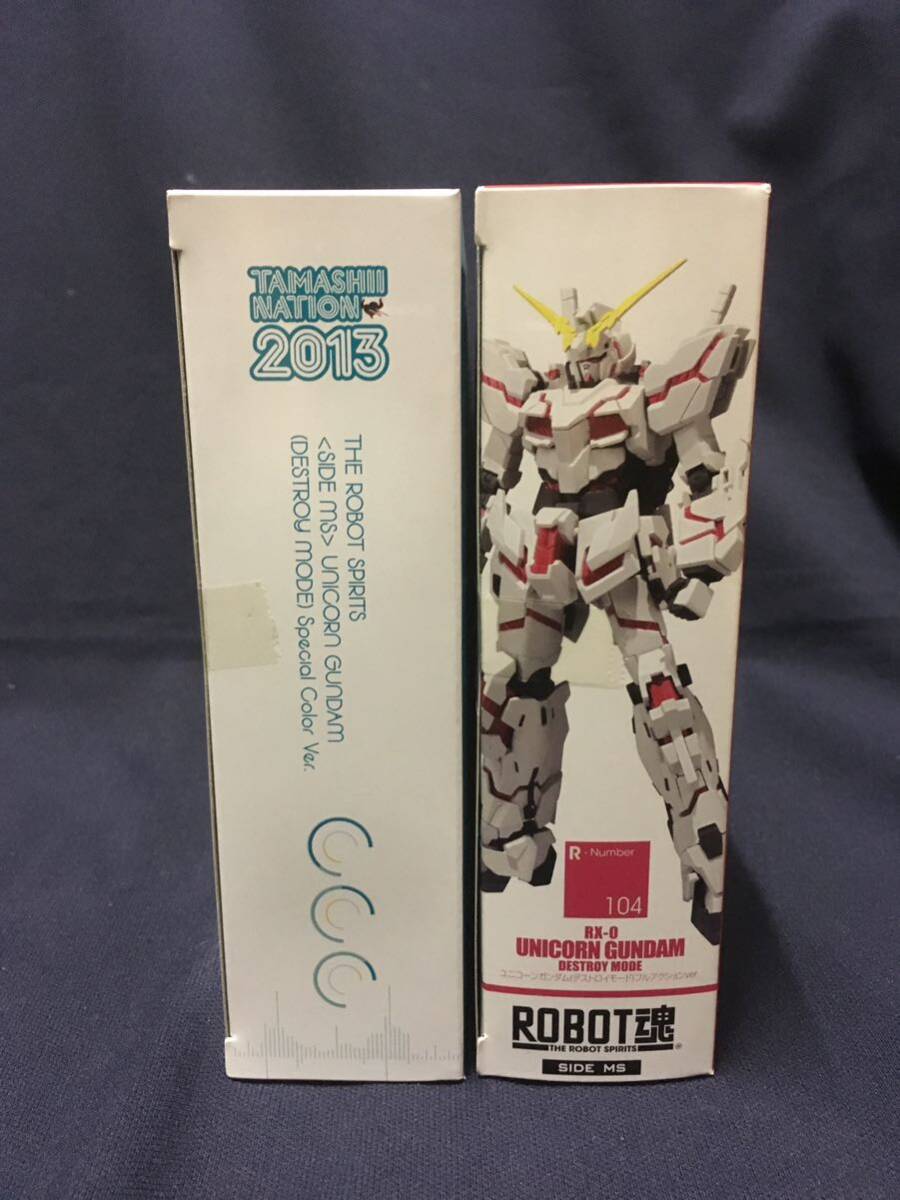 TAMASHII
NATION
2013
THE ROBOT SPIRITS
<SIDE MS> UNICORN GUNDAM
(DESTROY MODE) Special Color Ver.
R - Number
104
RX-0
UNICORN GUNDAM
DESTROY MODE
ユニコーンガンダム(デストロイモード)フルアクションVer.
ROBOT魂
THE ROBOT SPIRITS
®
SIDE MS